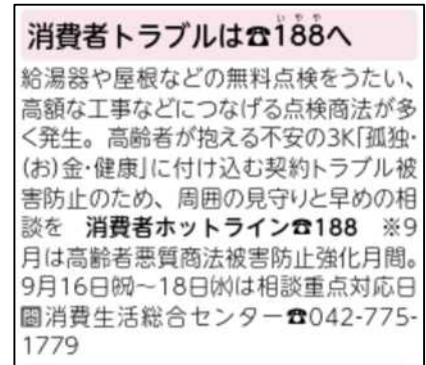 消費者トラブルは☎188へ
いやや
給湯器や屋根などの無料点検をうたい、
高額な工事などにつなげる点検商法が多
く発生。高齢者が抱える不安の3K「孤独・
(お)金・健康」に付け込む契約トラブル被
害防止のため、周囲の見守りと早めの相
談を 消費者ホットライン☎188 ※9
月は高齢者悪質商法被害防止強化月間。
9月16日㈷～18日㈬は相談重点対応日
問消費生活総合センター☎042-775-
1779